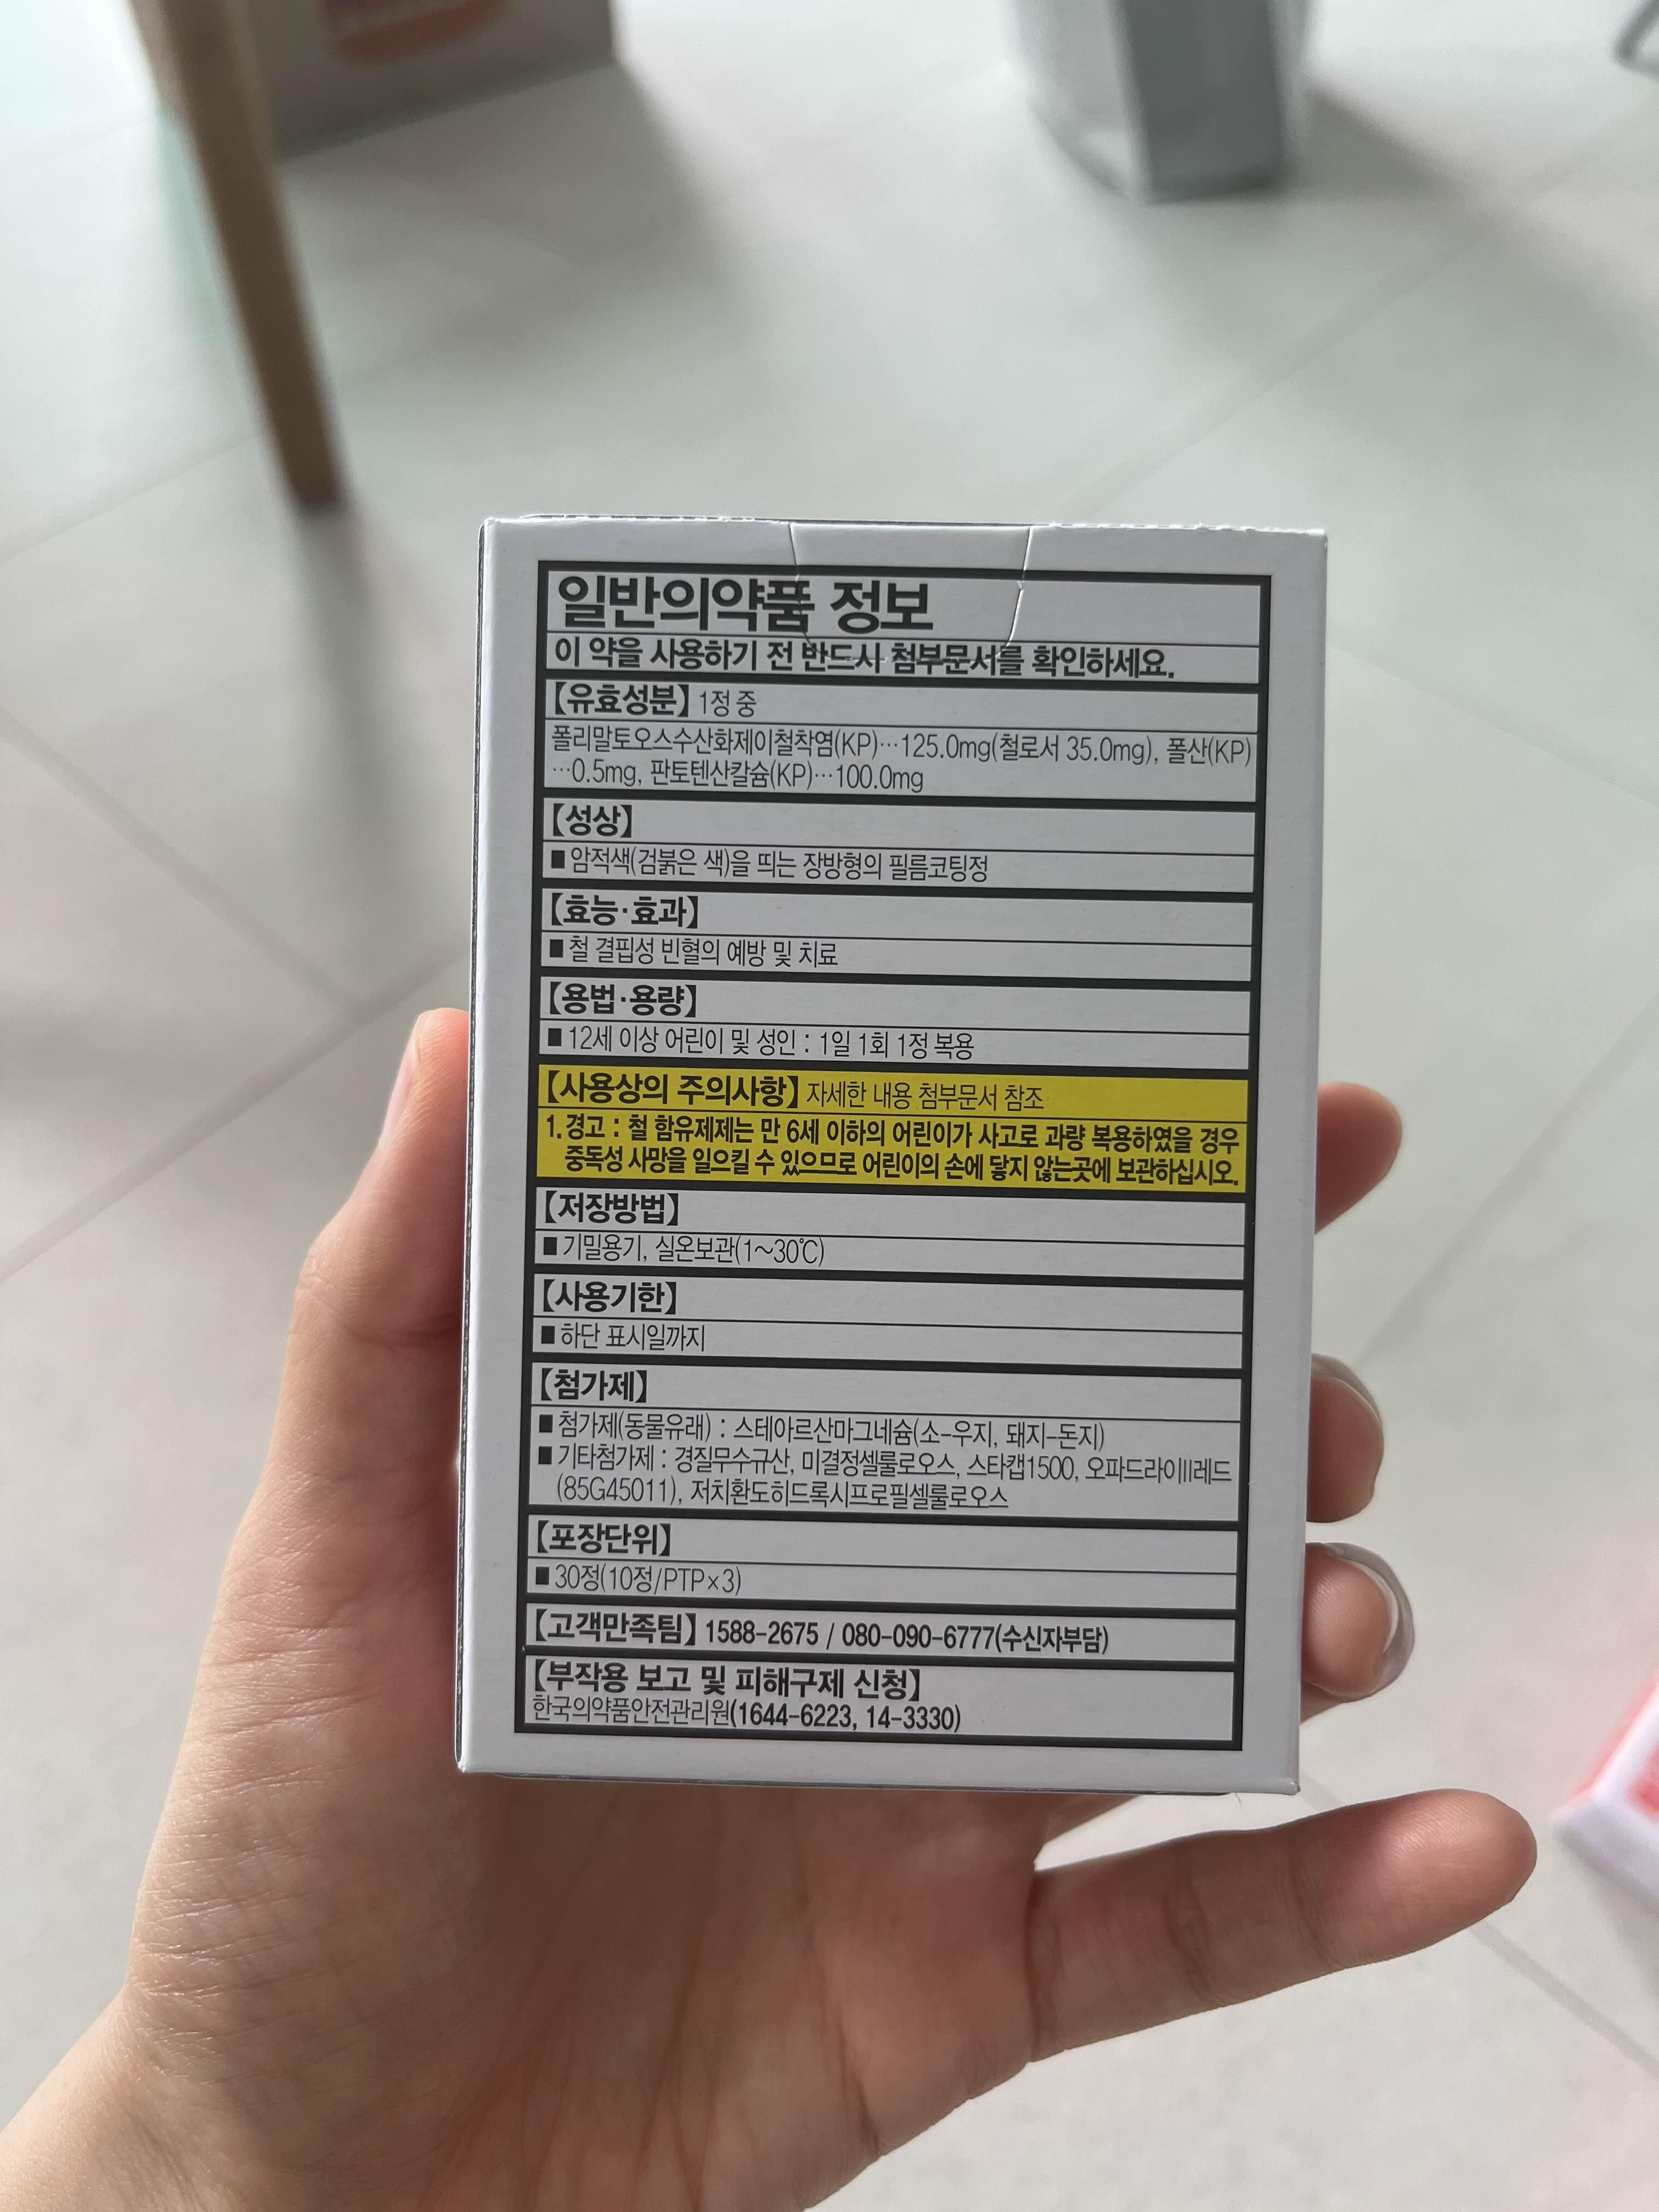 일반의약품 정보
이 약을 사용하기 전 반드시 첨부문서를 확인하세요.
【유효성분】 1정 중
폴리말토오스수산화제이철착염(KP)…125.0mg(철로서 35.0mg), 폴산(KP)
…0.5mg, 판토텐산칼슘(KP)…100.0mg
【성상】
■ 암적색(검붉은 색)을 띄는 장방형의 필름코팅정
【효능·효과】
■ 철 결핍성 빈혈의 예방 및 치료
【용법·용량】
■ 12세 이상 어린이 및 성인 : 1일 1회 1정 복용
【사용상의 주의사항】 자세한 내용 첨부문서 참조
1. 경고 : 철 함유제제는 만 6세 이하의 어린이가 사고로 과량 복용하였을 경우
중독성 사망을 일으킬 수 있으므로 어린이의 손에 닿지 않는곳에 보관하십시오.
【저장방법】
■ 기밀용기, 실온보관(1~30℃)
【사용기한】
■ 하단 표시일까지
【첨가제】
■ 첨가제(동물유래) : 스테아르산마그네슘(소-우지, 돼지-돈지)
■ 기타첨가제 : 경질무수규산, 미결정셀룰로오스, 스타캡1500, 오파드라이II레드
(85G45011), 저치환도히드록시프로필셀룰로오스
【포장단위】
■ 30정(10정/PTP×3)
【고객만족팀】 1588-2675 / 080-090-6777(수신자부담)
【부작용 보고 및 피해구제 신청】
한국의약품안전관리원(1644-6223, 14-3330)